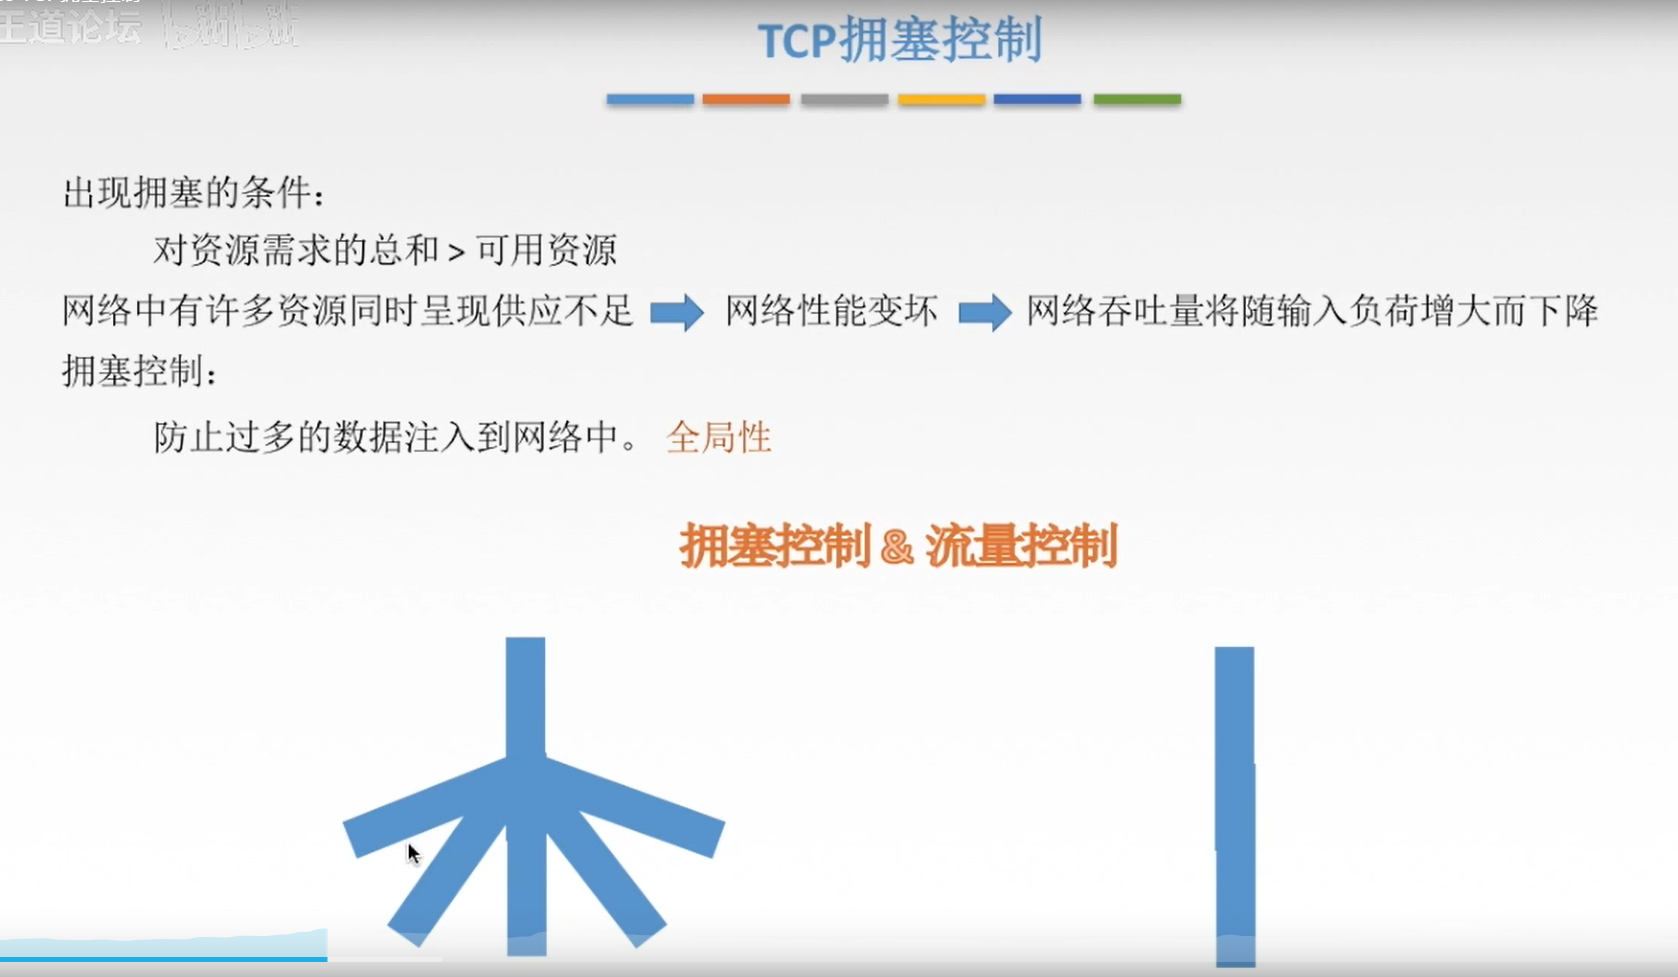 王道论坛 bilibili
TCP拥塞控制
出现拥塞的条件：
对资源需求的总和 > 可用资源
网络中有许多资源同时呈现供应不足 网络性能变坏 网络吞吐量将随输入负荷增大而下降
拥塞控制：
防止过多的数据注入到网络中。 全局性
拥塞控制 & 流量控制